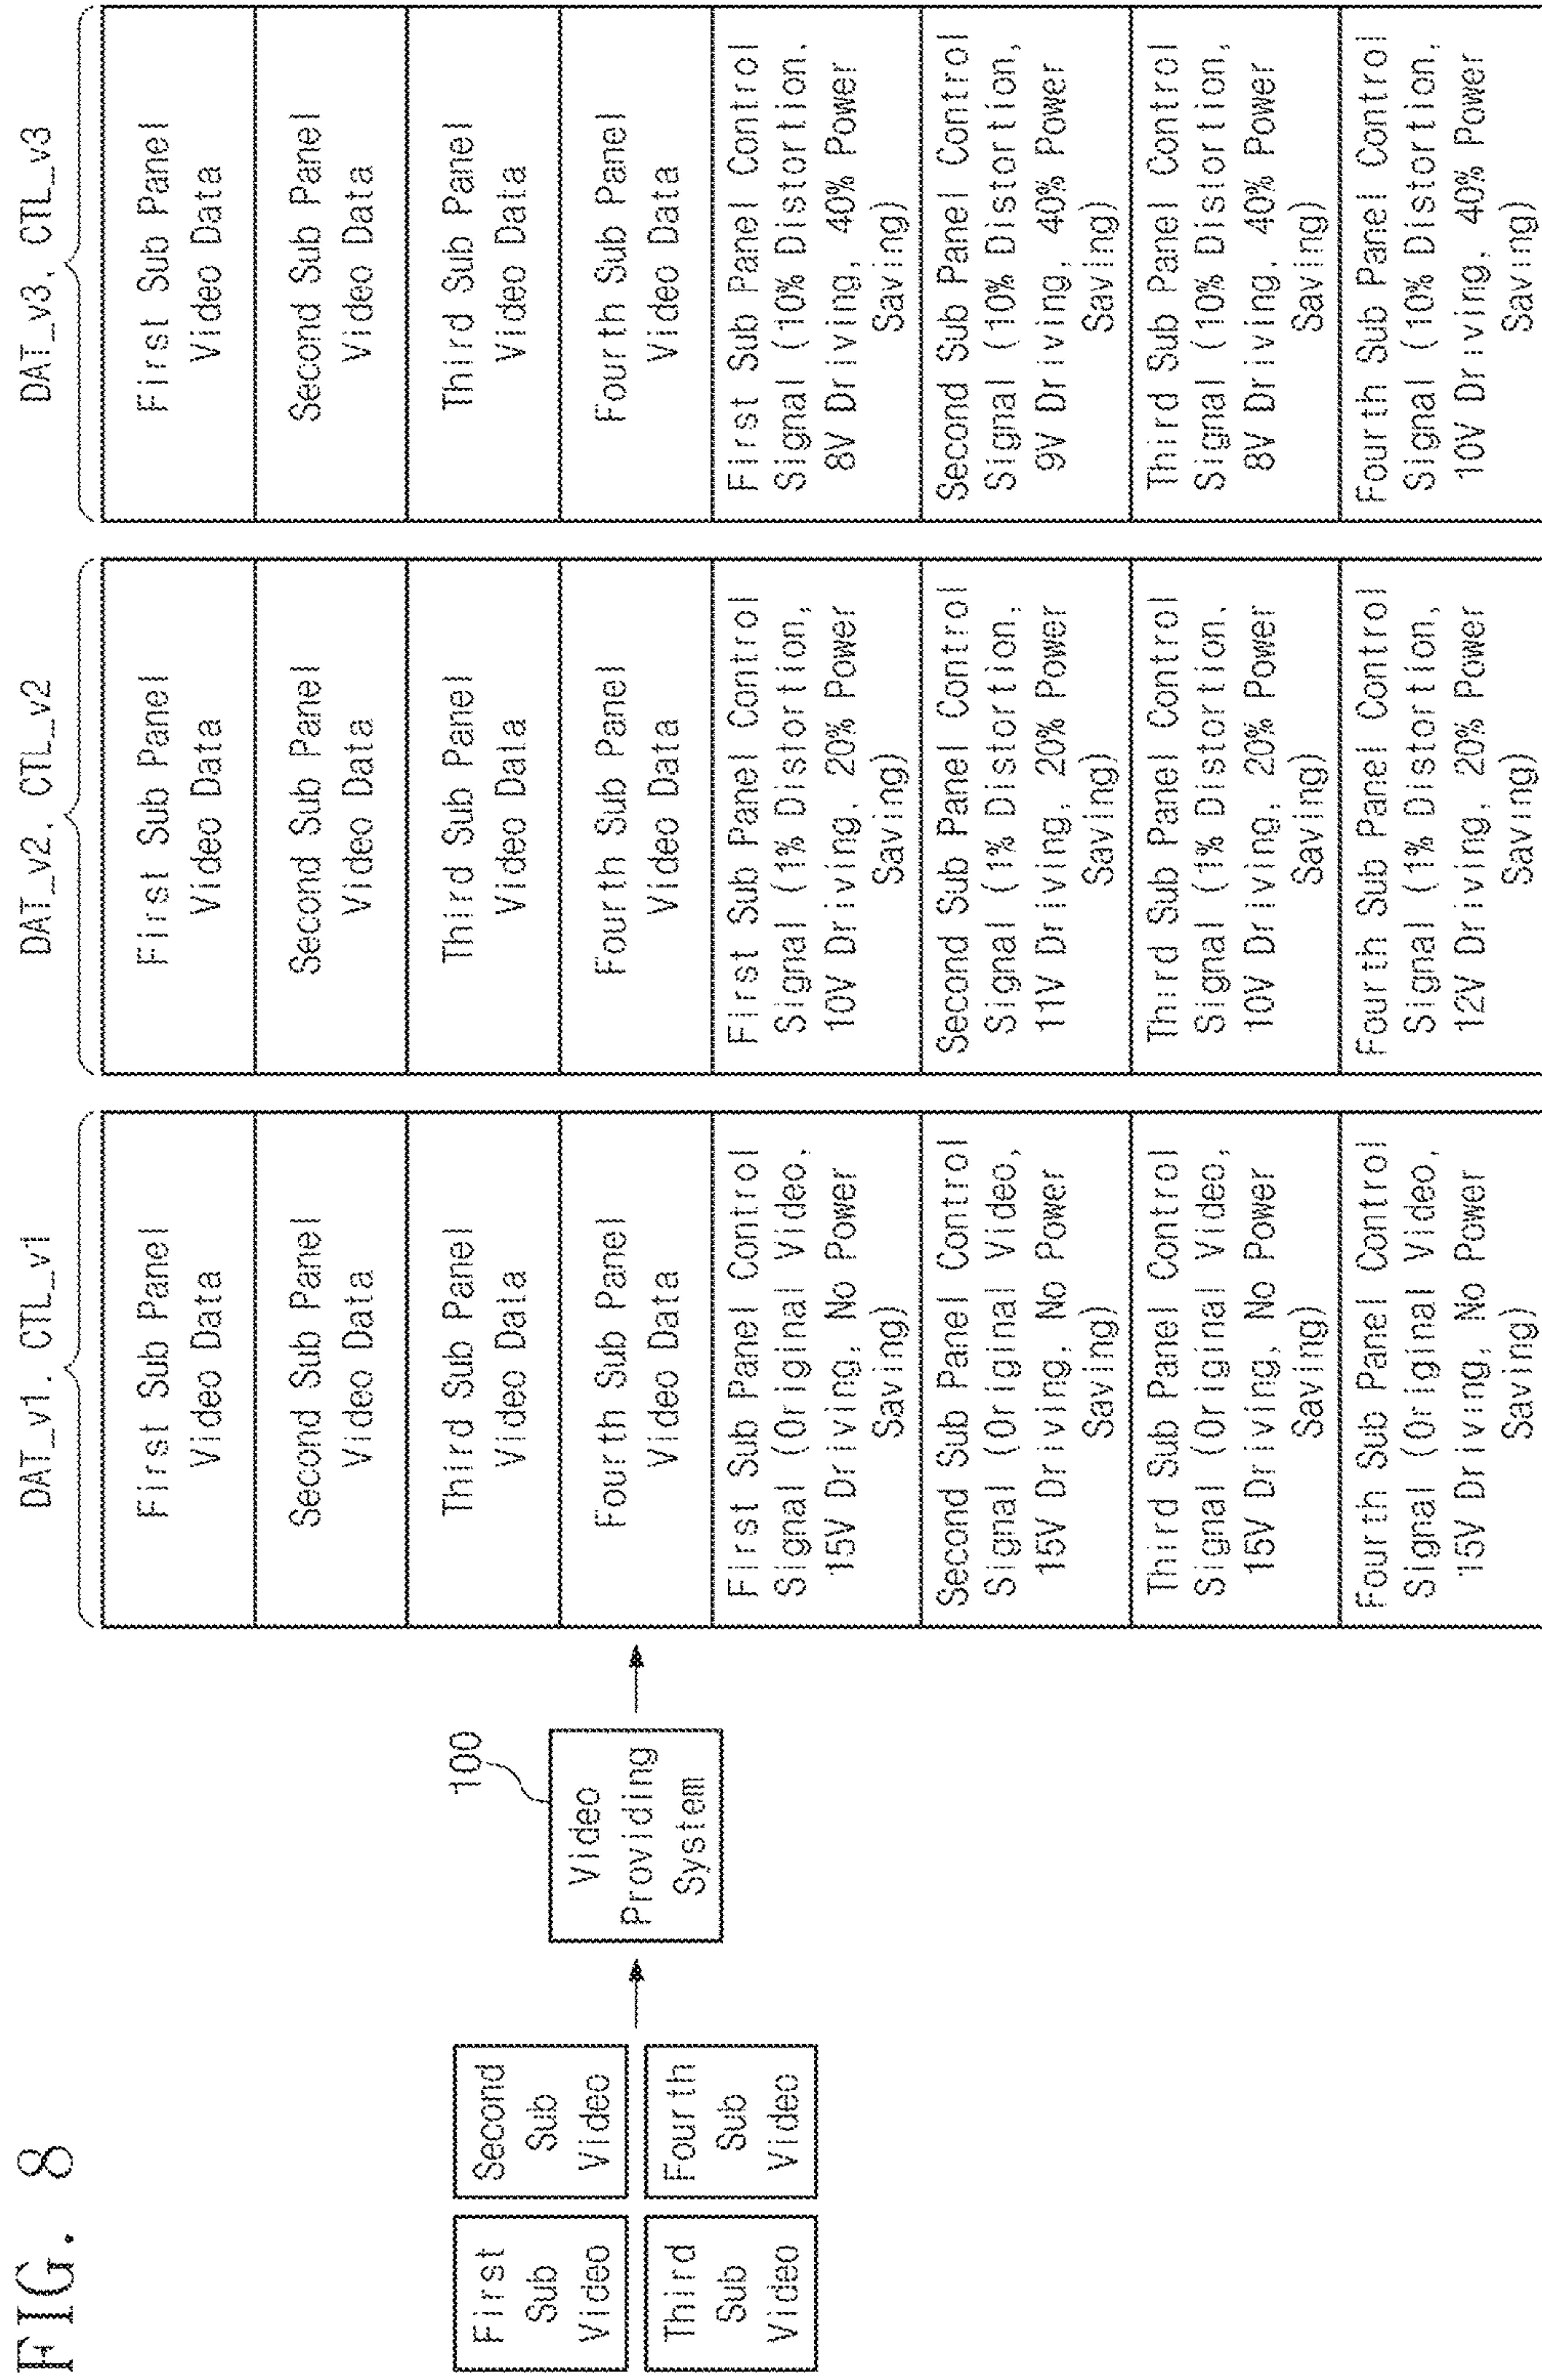 FIG. 8
First
Sub
Video
Second
Sub
Video
Third
Sub
Video
Fourth
Sub
Video
100
Video
Providing
System
DAT_v1, CTL_v1
First Sub Panel
Video Data
Second Sub Panel
Video Data
Third Sub Panel
Video Data
Fourth Sub Panel
Video Data
First Sub Panel Control
Signal (Original Video,
15V Driving, No Power
Saving)
Second Sub Panel Control
Signal (Original Video,
15V Driving, No Power
Saving)
Third Sub Panel Control
Signal (Original Video,
15V Driving, No Power
Saving)
Fourth Sub Panel Control
Signal (Original Video,
15V Driving, No Power
Saving)
DAT_v2, CTL_v2
First Sub Panel
Video Data
Second Sub Panel
Video Data
Third Sub Panel
Video Data
Fourth Sub Panel
Video Data
First Sub Panel Control
Signal (1% Distortion,
10V Driving, 20% Power
Saving)
Second Sub Panel Control
Signal (1% Distortion,
11V Driving, 20% Power
Saving)
Third Sub Panel Control
Signal (1% Distortion,
10V Driving, 20% Power
Saving)
Fourth Sub Panel Control
Signal (1% Distortion,
12V Driving, 20% Power
Saving)
DAT_v3, CTL_v3
First Sub Panel
Video Data
Second Sub Panel
Video Data
Third Sub Panel
Video Data
Fourth Sub Panel
Video Data
First Sub Panel Control
Signal (10% Distortion,
8V Driving, 40% Power
Saving)
Second Sub Panel Control
Signal (10% Distortion,
9V Driving, 40% Power
Saving)
Third Sub Panel Control
Signal (10% Distortion,
8V Driving, 40% Power
Saving)
Fourth Sub Panel Control
Signal (10% Distortion,
10V Driving, 40% Power
Saving)